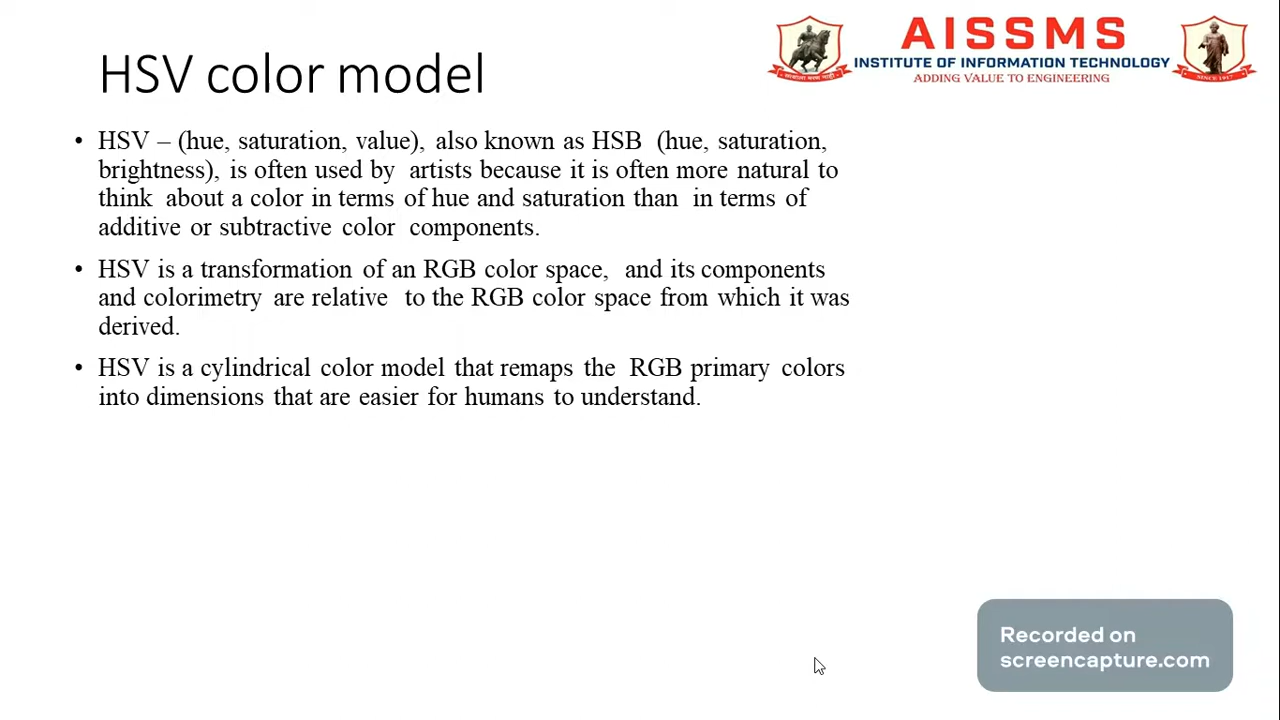 HSV color model
AISSMS
INSTITUTE OF INFORMATION TECHNOLOGY
ADDING VALUE TO ENGINEERING
SINCE 1917
• HSV – (hue, saturation, value), also known as HSB (hue, saturation,
brightness), is often used by artists because it is often more natural to
think about a color in terms of hue and saturation than in terms of
additive or subtractive color components.
• HSV is a transformation of an RGB color space, and its components
and colorimetry are relative to the RGB color space from which it was
derived.
• HSV is a cylindrical color model that remaps the RGB primary colors
into dimensions that are easier for humans to understand.
Recorded on
screencapture.com